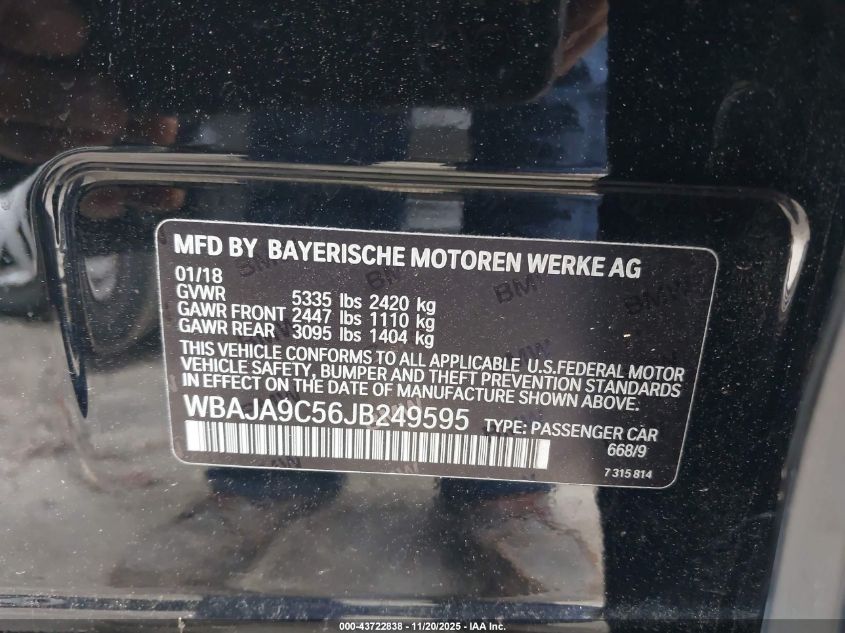 MFD BY BAYERISCHE MOTOREN WERKE AG
01/18
GVWR 5335 lbs 2420 kg
GAWR FRONT 2447 lbs 1110 kg
GAWR REAR 3095 lbs 1404 kg
THIS VEHICLE CONFORMS TO ALL APPLICABLE U.S.FEDERAL MOTOR
VEHICLE SAFETY, BUMPER AND THEFT PREVENTION STANDARDS
IN EFFECT ON THE DATE OF MANUFACTURE SHOWN ABOVE.
WBAJA9C56JB249595 TYPE: PASSENGER CAR
668/9
7 315 814
000-43722838 - 11/20/2025 - IAA Inc.